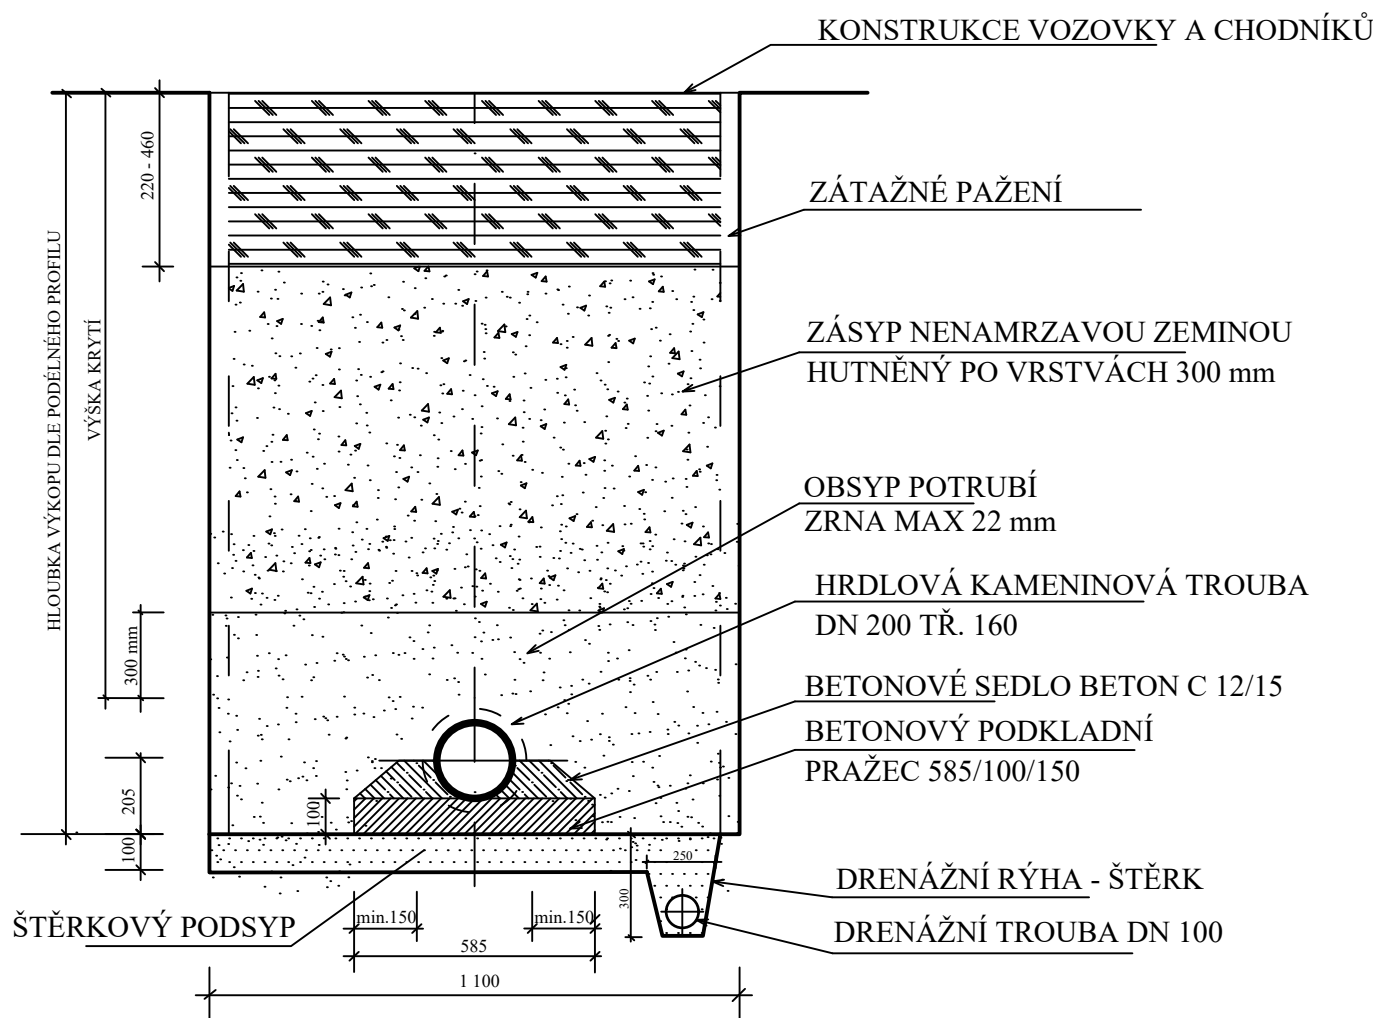 KONSTRUKCE VOZOVKY A CHODNÍKŮ
220 - 460
ZÁTAŽNÉ PAŽENÍ
HLOUBKA VÝKOPU DLE PODÉLNÉHO PROFILU
VÝŠKA KRYTÍ
ZÁSYP NENAMRZAVOU ZEMINOU
HUTNĚNÝ PO VRSTVÁCH 300 mm
OBSYP POTRUBÍ
ZRNA MAX 22 mm
HRDLOVÁ KAMENINOVÁ TROUBA
DN 200 TŘ. 160
300 mm
BETONOVÉ SEDLO BETON C 12/15
BETONOVÝ PODKLADNÍ
PRAŽEC 585/100/150
205
100
100
250
300
DRENÁŽNÍ RÝHA - ŠTĚRK
ŠTĚRKOVÝ PODSYP
min.150
min.150
DRENÁŽNÍ TROUBA DN 100
585
1 100